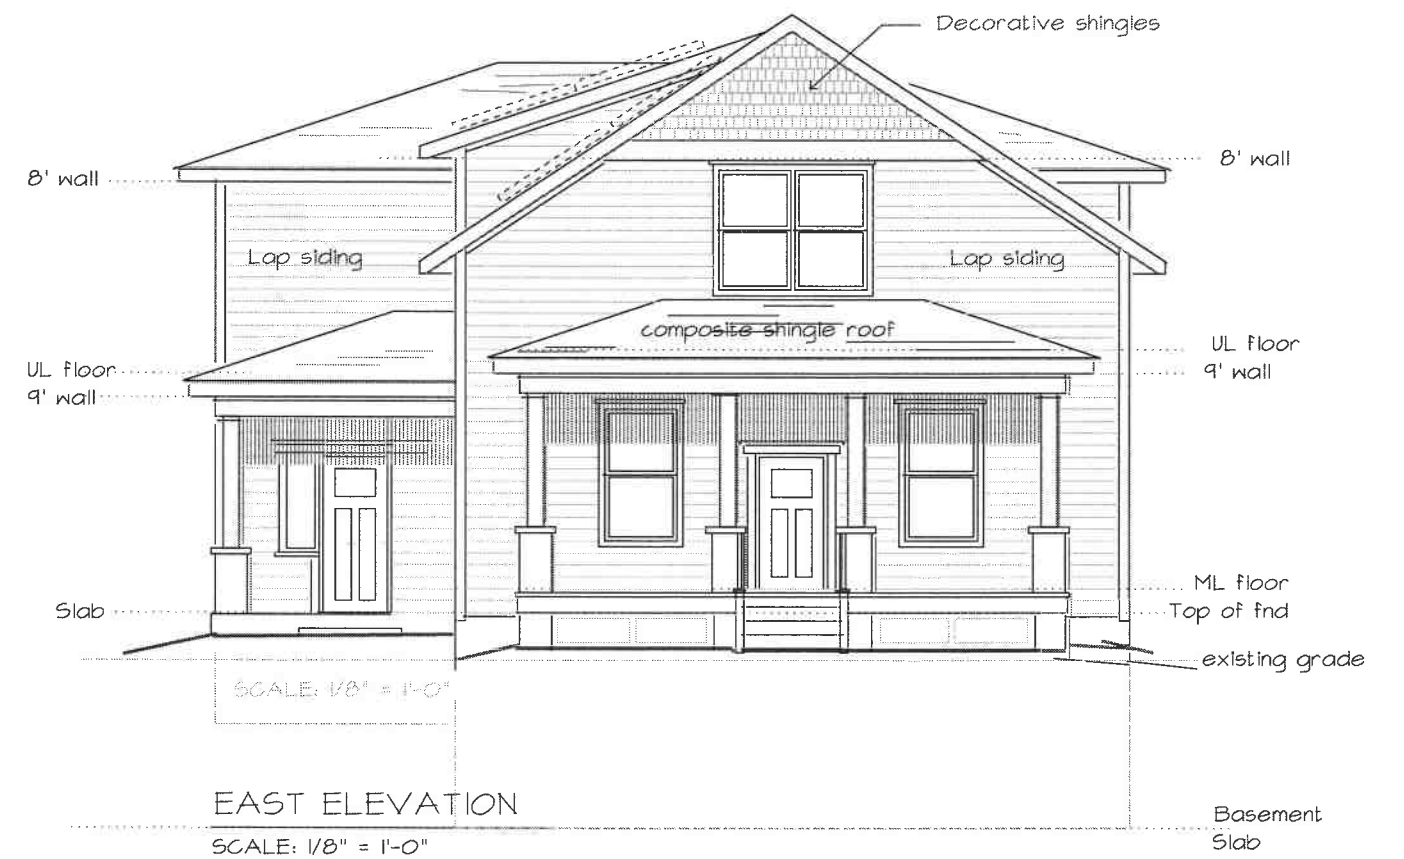 Decorative shingles
8' wall
8' wall
Lap siding
Lap siding
composite shingle roof
UL floor
9' wall
UL floor
9' wall
ML floor
Top of fnd
Slab
existing grade
SCALE: 1/8" = 1'-0"
EAST ELEVATION
SCALE: 1/8" = 1'-0"
Basement
Slab